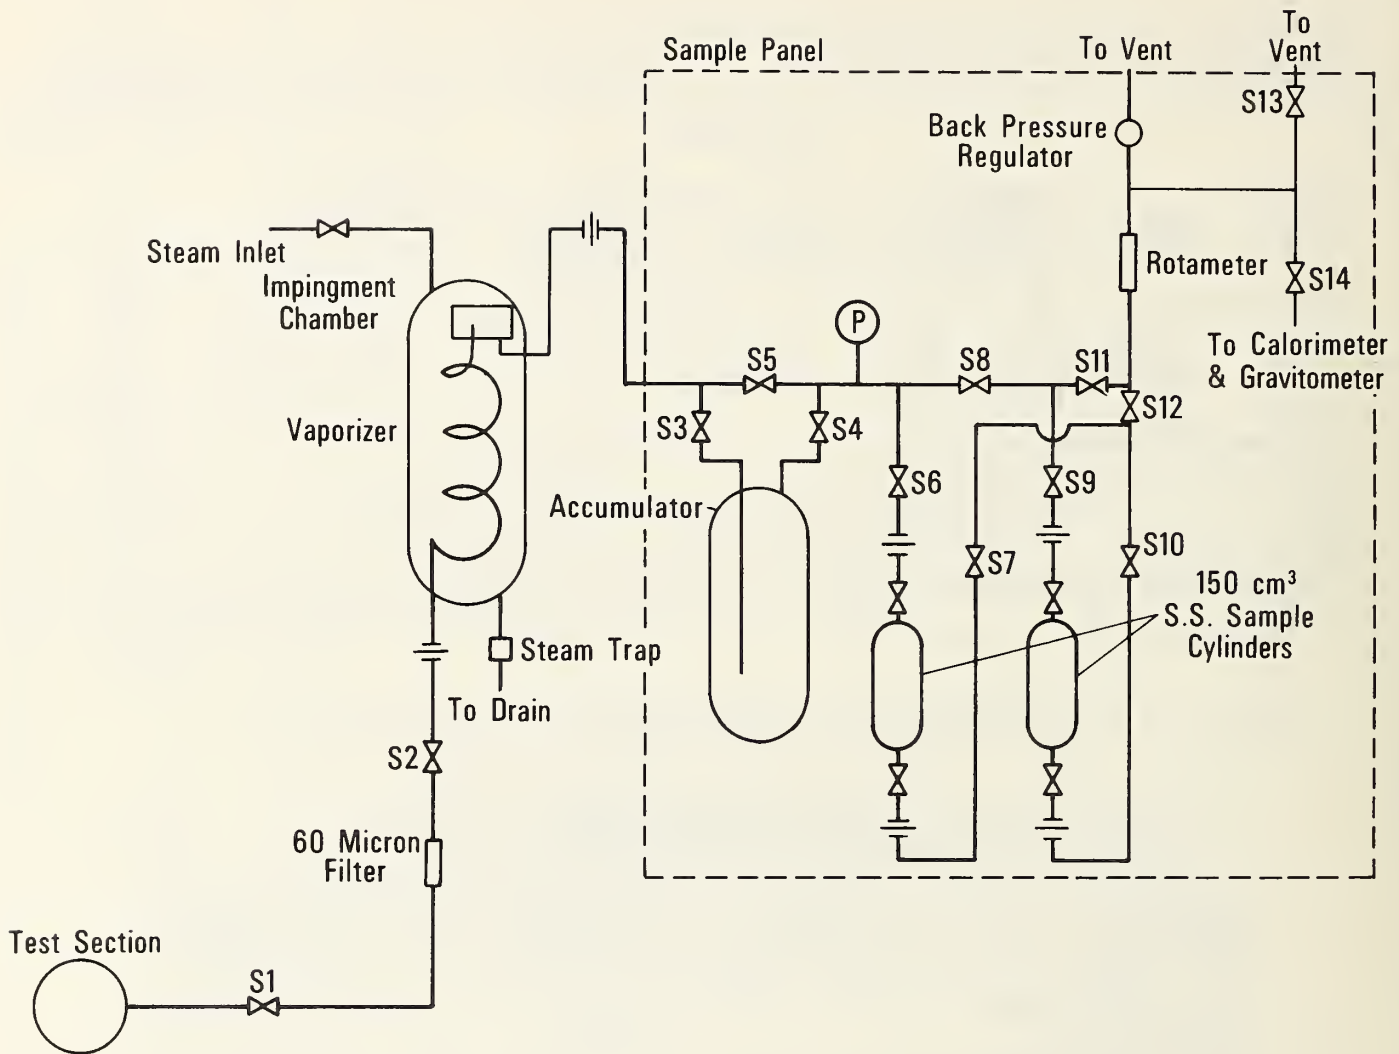 To
Vent
Sample Panel
To Vent
S13
Back Pressure
Regulator
Steam Inlet
Impingment
Chamber
Rotameter
S14
P
To Calorimeter
& Gravitometer
S5
S8
S11
S12
Vaporizer
S3
S4
S6
S9
Accumulator
S7
S10
150 cm³
S.S. Sample
Cylinders
Steam Trap
To Drain
S2
60 Micron
Filter
Test Section
S1